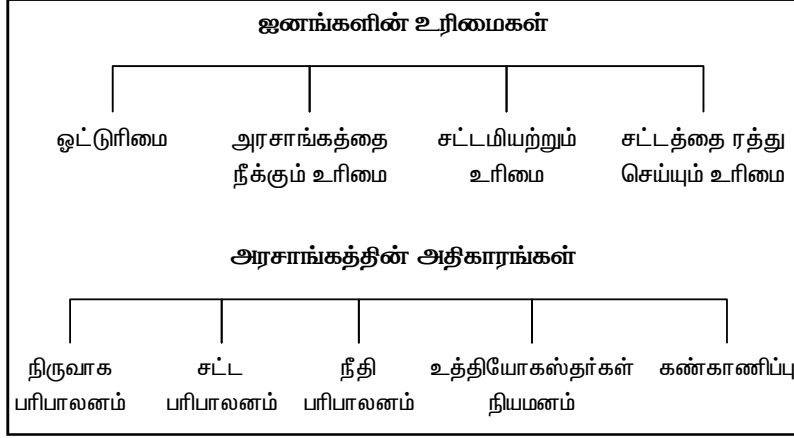 ஐனங்களின் உரிமைகள்
ஓட்டுரிமை அரசாங்கத்தை சட்டமியற்றும் சட்டத்தை ரத்து
நீக்கும் உரிமை உரிமை செய்யும் உரிமை
அரசாங்கத்தின் அதிகாரங்கள்
நிருவாக சட்ட நீதி உத்தியோகஸ்தர்கள் கண்காணிப்பு
பரிபாலனம் பரிபாலனம் பரிபாலனம் நியமனம்